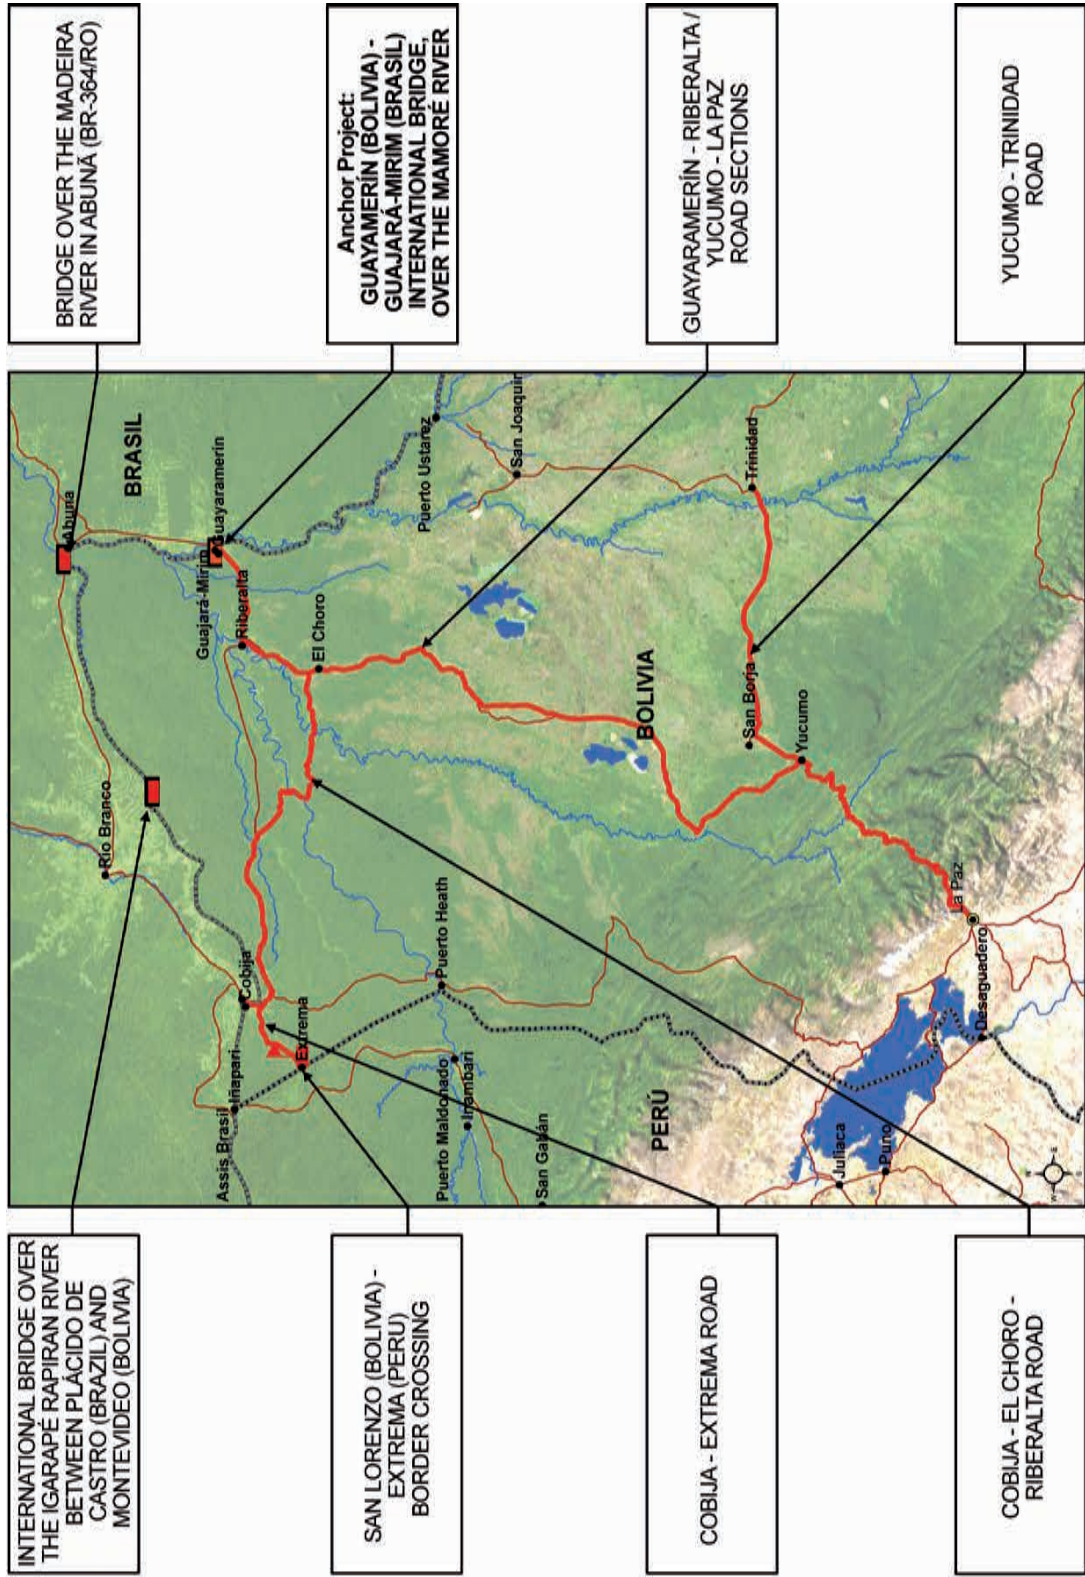 INTERNATIONAL BRIDGE OVER
THE IGARAPÉ RAPIRAN RIVER
BETWEEN PLÁCIDO DE
CASTRO (BRAZIL) AND
MONTEVIDEO (BOLIVIA)
SAN LORENZO (BOLIVIA) -
EXTREMA (PERU)
BORDER CROSSING
COBIJA - EXTREMA ROAD
COBIJA - EL CHORO -
RIBERALTA ROAD
Abuna
BRASIL
Rio Branco
Guajará-Mirim
Guayaramerín
Riberalta
Cobija
Assis Brasil
Iñapari
Extrema
El Choro
Puerto Ustarez
Puerto Heath
Puerto Maldonado
Inambari
San Joaquin
San Gabán
BOLIVIA
PERÚ
Trinidad
San Borja
Yucumo
Juliaca
Puno
La Paz
Desaguadero
N
W
E
S
BRIDGE OVER THE MADEIRA
RIVER IN ABUNÃ (BR-364/RO)
Anchor Project:
GUAYAMERÍN (BOLIVIA) -
GUAJARÁ-MIRIM (BRASIL)
INTERNATIONAL BRIDGE,
OVER THE MAMORÉ RIVER
GUAYARAMERÍN - RIBERALTA /
YUCUMO - LA PAZ
ROAD SECTIONS
YUCUMO - TRINIDAD
ROAD